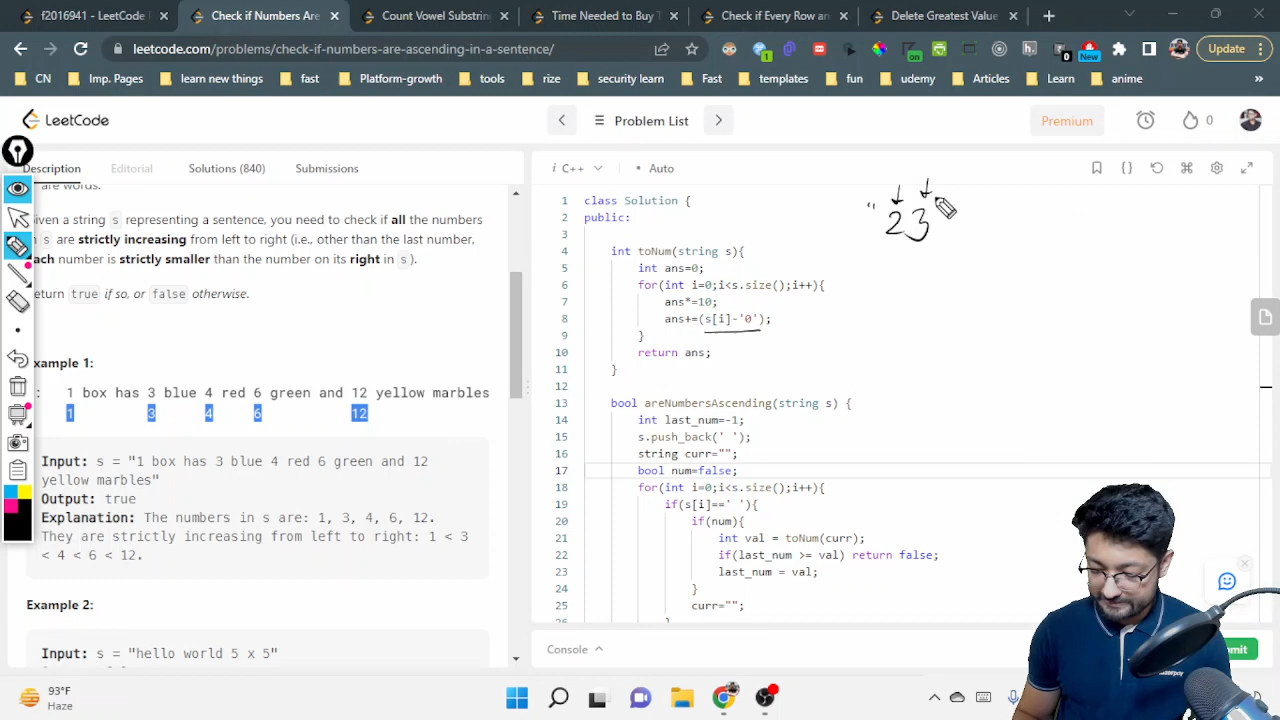 f2016941 - LeetCode P
Check if Numbers Are
Count Vowel Substring
Time Needed to Buy T
Check if Every Row an
Delete Greatest Value
leetcode.com/problems/check-if-numbers-are-ascending-in-a-sentence/
1
on
0
New
Update
CN
Imp. Pages
learn new things
fast
Platform-growth
tools
rise
security learn
Fast
templates
fun
udemy
Articles
Learn
anime
»
LeetCode
Problem List
Premium
0
Description
Editorial
Solutions (840)
Submissions
i C++
• Auto
are words.
iven a string s representing a sentence, you need to check if all the numbers
n s are strictly increasing from left to right (i.e., other than the last number,
ach number is strictly smaller than the number on its right in s).
eturn true if so, or false otherwise.
xample 1:
: 1 box has 3 blue 4 red 6 green and 12 yellow marbles
1 3 4 6 12
Input: s = "1 box has 3 blue 4 red 6 green and 12
yellow marbles"
Output: true
Explanation: The numbers in s are: 1, 3, 4, 6, 12.
They are strictly increasing from left to right: 1 < 3
< 4 < 6 < 12.
Example 2:
Input: s = "hello world 5 x 5"
1 class Solution {
2 public:
3
4 int toNum(string s){
5 int ans=0;
6 for(int i=0;i<s.size();i++){
7 ans*=10;
8 ans+=(s[i]-'0');
9 }
10 return ans;
11 }
12
13 bool areNumbersAscending(string s) {
14 int last_num=-1;
15 s.push_back(' ');
16 string curr="";
17 bool num=false;
18 for(int i=0;i<s.size();i++){
19 if(s[i]==' '){
20 if(num){
21 int val = toNum(curr);
22 if(last_num >= val) return false;
23 last_num = val;
24 }
25 curr="";
" 23
Console
mit
93°F
Haze